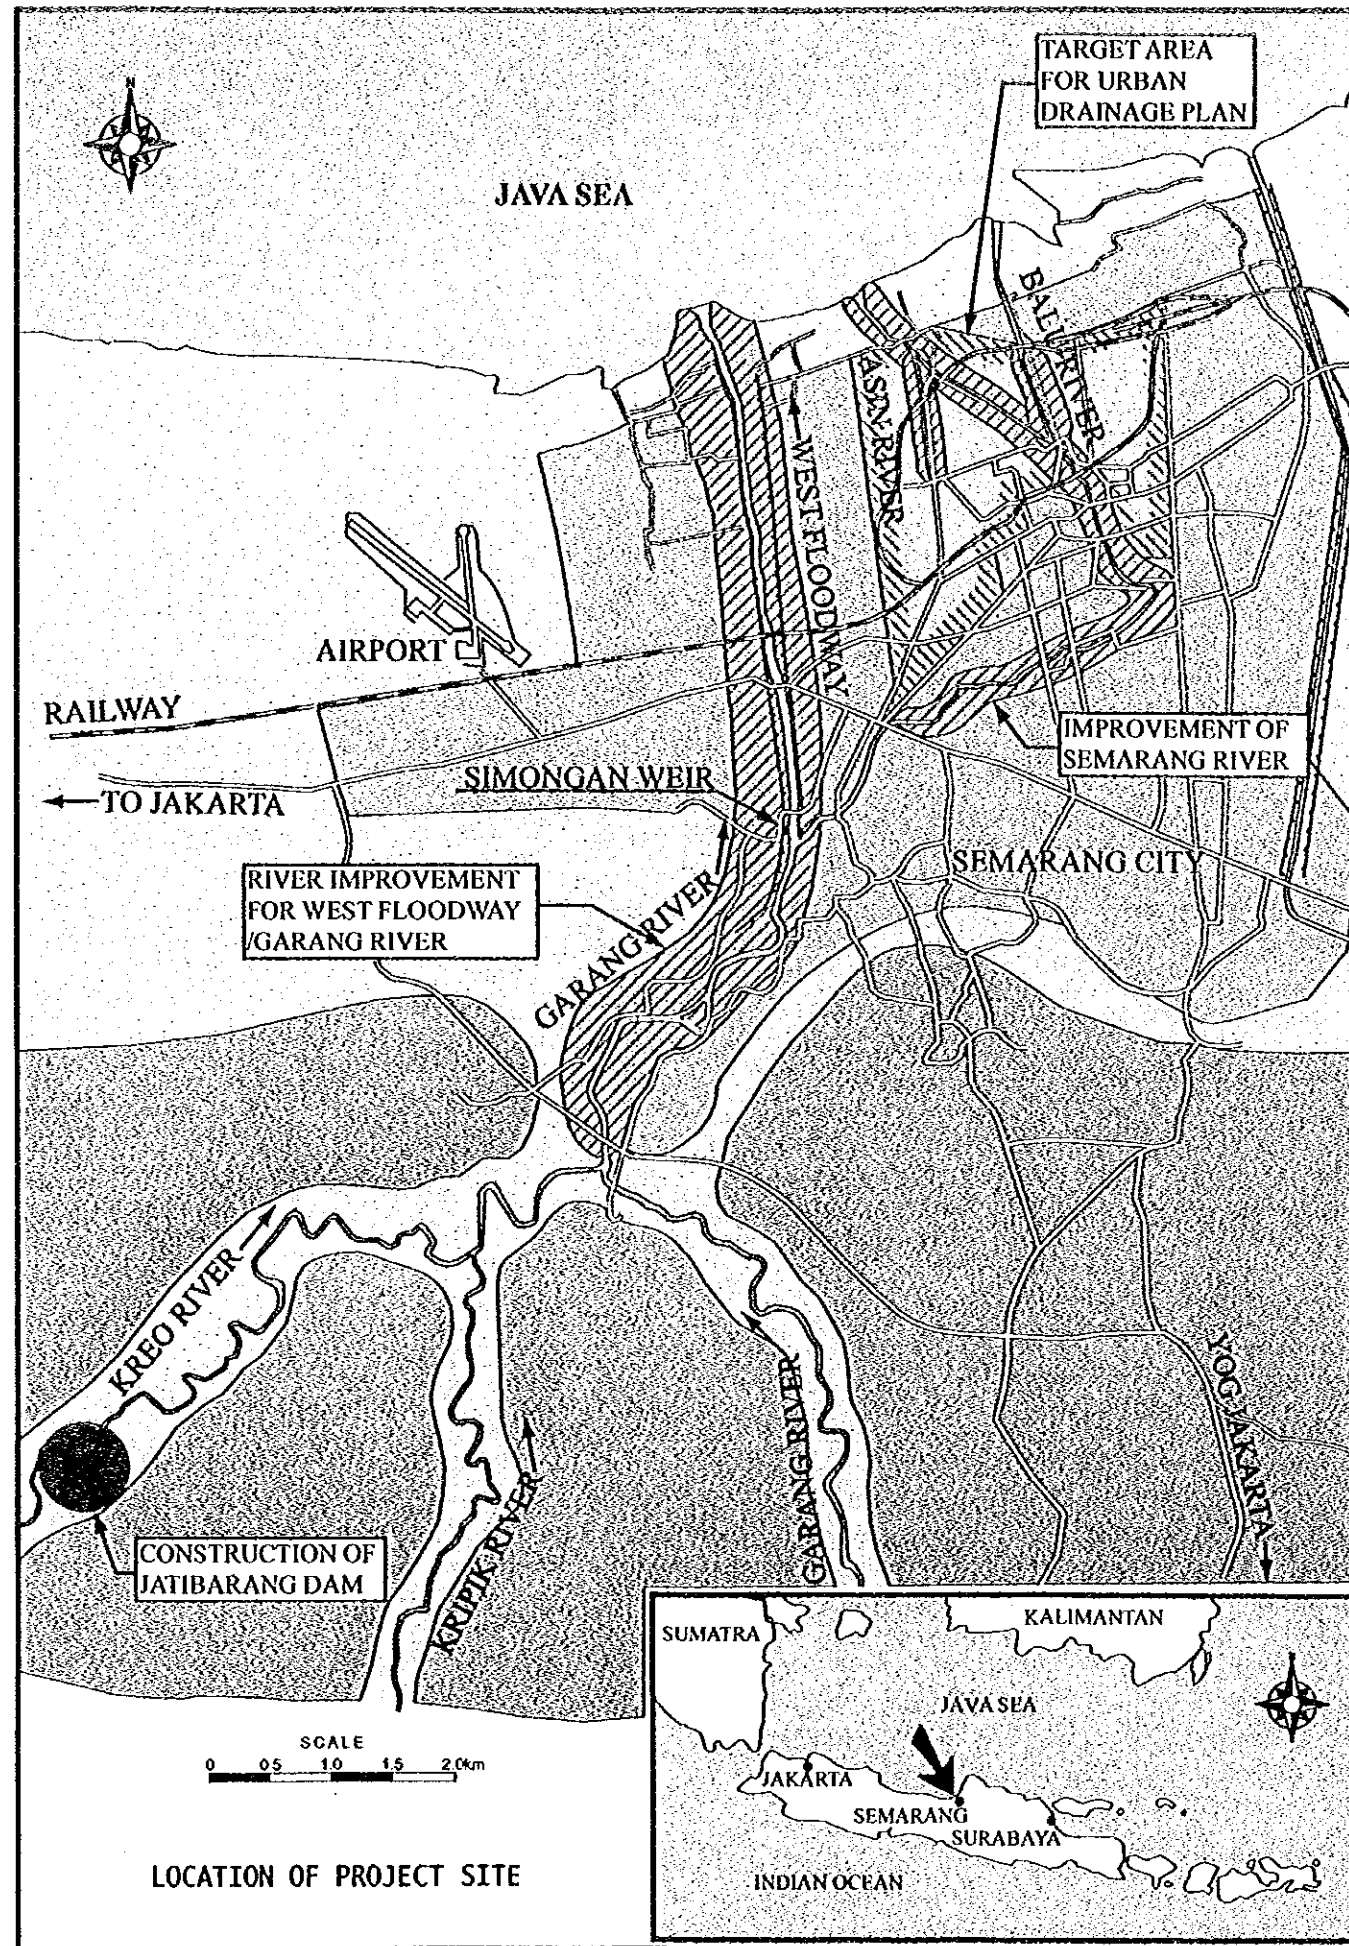 N
TARGET AREA
FOR URBAN
DRAINAGE PLAN
JAVA SEA
BALU RIVER
ASIN RIVER
WEST FLOODWAY
AIRPORT
RAILWAY
IMPROVEMENT OF
SEMARANG RIVER
SIMONGAN WEIR
TO JAKARTA
SEMARANG CITY
RIVER IMPROVEMENT
FOR WEST FLOODWAY
/GARANG RIVER
GARANG RIVER
KREO RIVER
YOGJAKARTA
GARANG RIVER
KRIPIK RIVER
CONSTRUCTION OF
JATIBARANG DAM
SUMATRA
KALIMANTAN
JAVA SEA
JAKARTA
SEMARANG
SURABAYA
INDIAN OCEAN
SCALE
0 0.5 1.0 1.5 2.0km
LOCATION OF PROJECT SITE